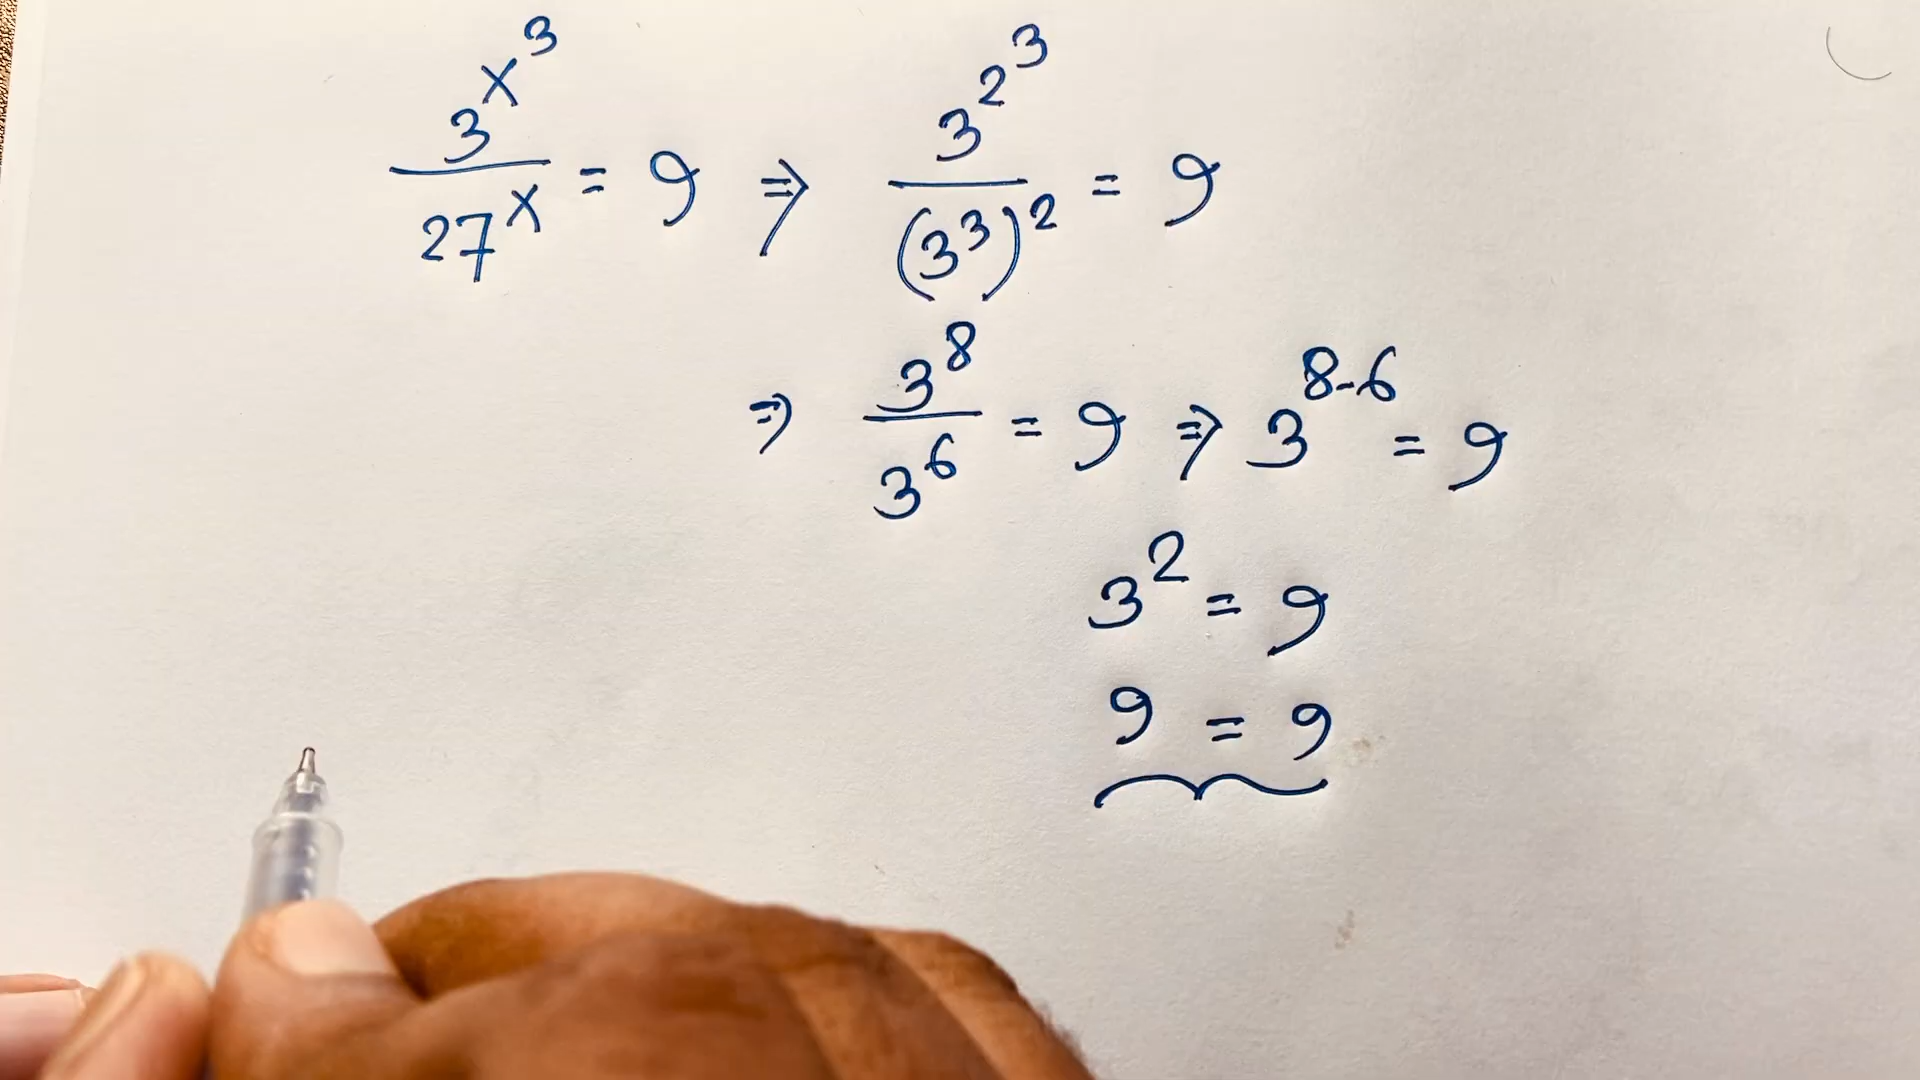 3^x^3 / 27^x = 9 ⇒ 3^2^3 / (3^3)^2 = 9
⇒ 3^8 / 3^6 = 9 ⇒ 3^8-6 = 9
3^2 = 9
9 = 9